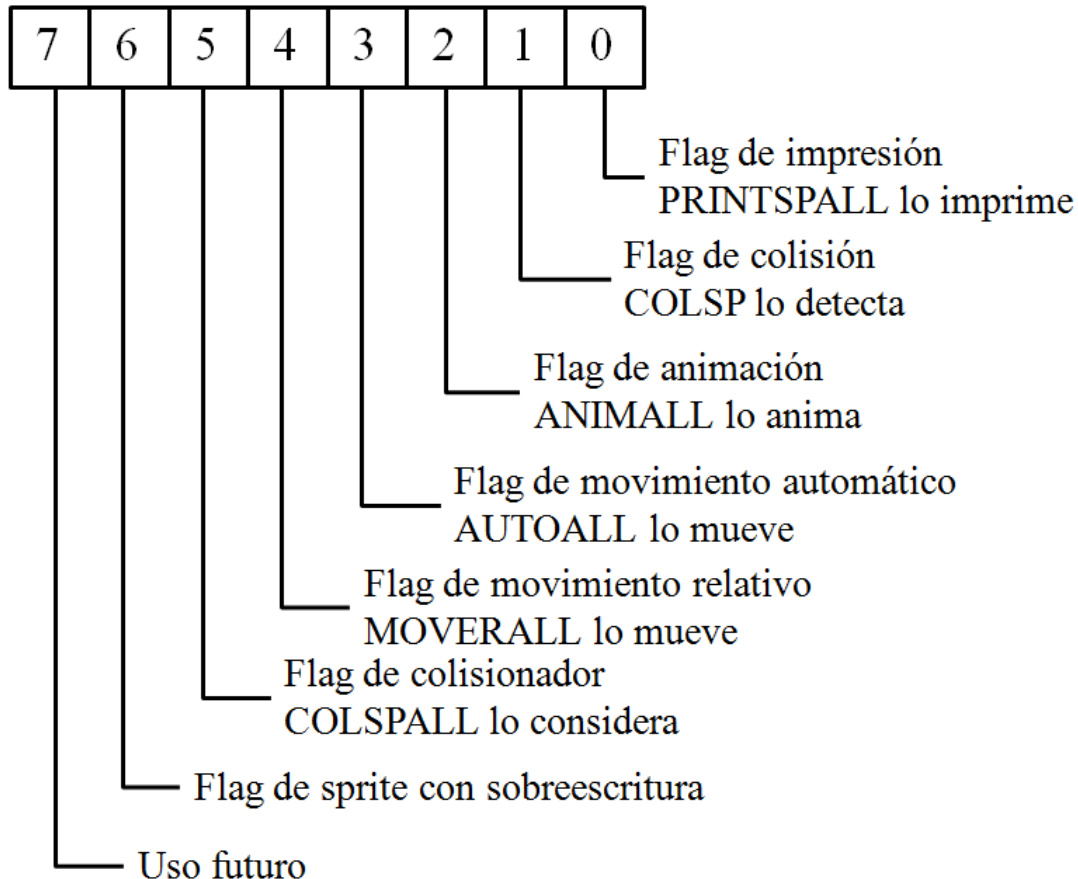 7 6 5 4 3 2 1 0
Flag de impresión
PRINTSPALL lo imprime
Flag de colisión
COLSP lo detecta
Flag de animación
ANIMALL lo anima
Flag de movimiento automático
AUTOALL lo mueve
Flag de movimiento relativo
MOVERALL lo mueve
Flag de colisionador
COLSPALL lo considera
Flag de sprite con sobreescritura
Uso futuro